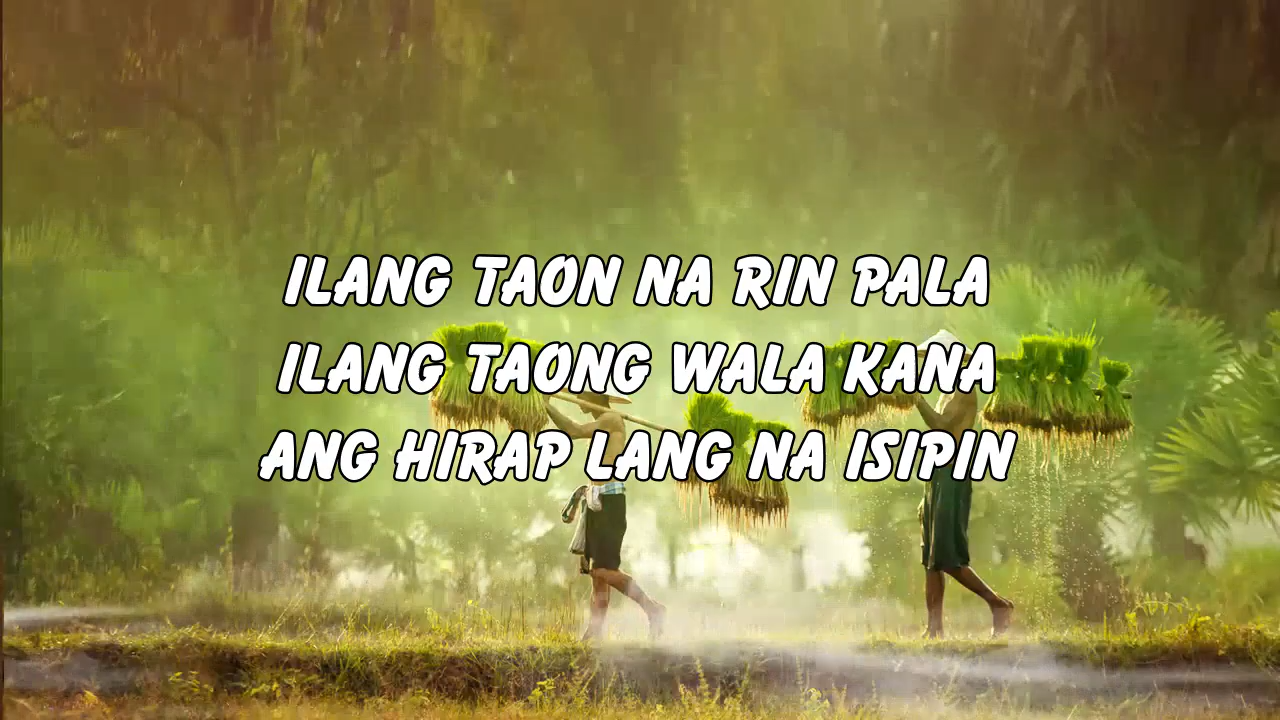 ILANG TAON NA RIN PALA
ILANG TAONG WALA KANA
ANG HIRAP LANG NA ISIPIN